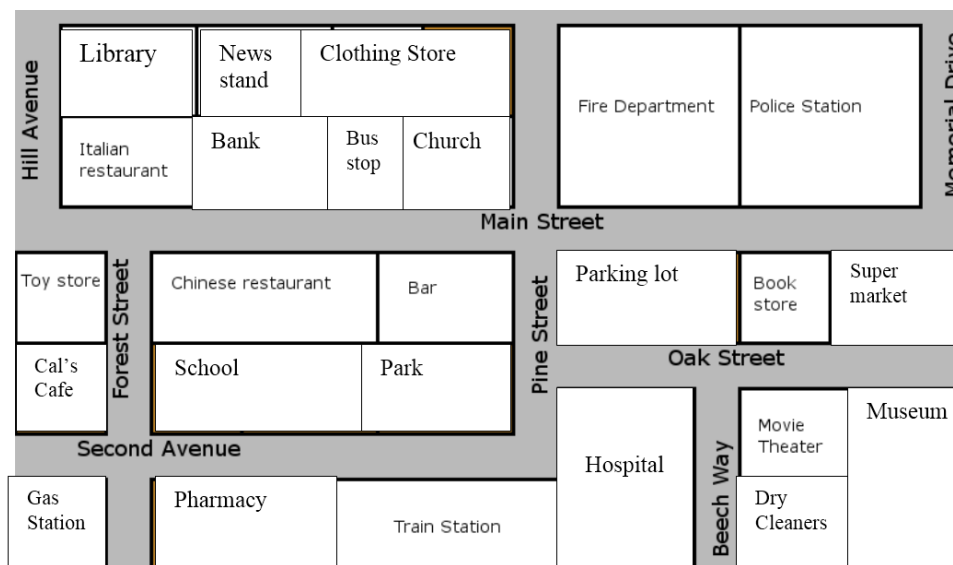 Hill Avenue
Library
News
stand
Clothing Store
Fire Department
Police Station
Memorial Drive
Italian
restaurant
Bank
Bus
stop
Church
Main Street
Toy store
Forest Street
Chinese restaurant
Bar
Pine Street
Parking lot
Book
store
Super
market
Oak Street
Cal's
Cafe
School
Park
Second Avenue
Hospital
Beech Way
Movie
Theater
Museum
Gas
Station
Pharmacy
Train Station
Dry
Cleaners